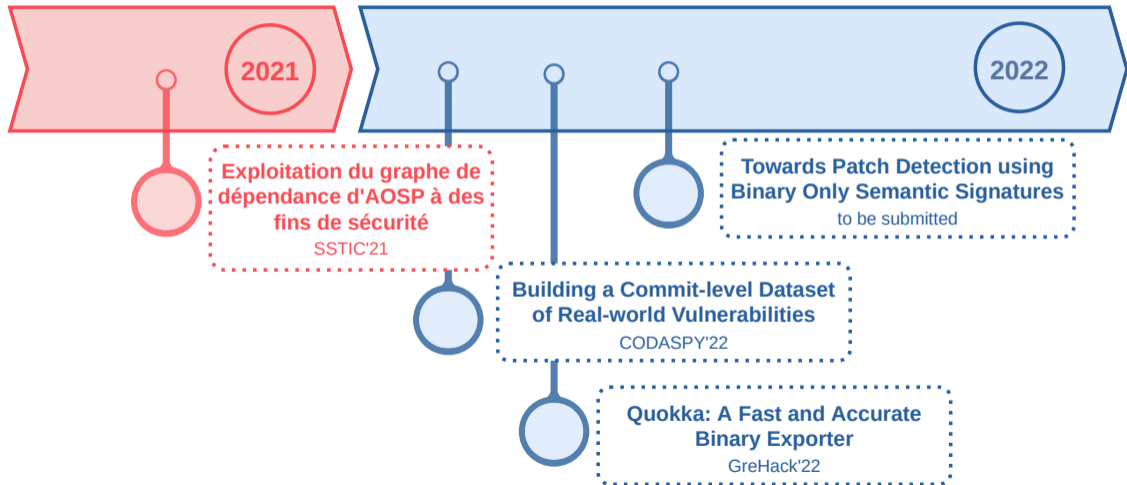 2021
2022
Exploitation du graphe de
dépendance d'AOSP à des
fins de sécurité
SSTIC'21
Towards Patch Detection using
Binary Only Semantic Signatures
to be submitted
Building a Commit-level Dataset
of Real-world Vulnerabilities
CODASPY'22
Quokka: A Fast and Accurate
Binary Exporter
GreHack'22